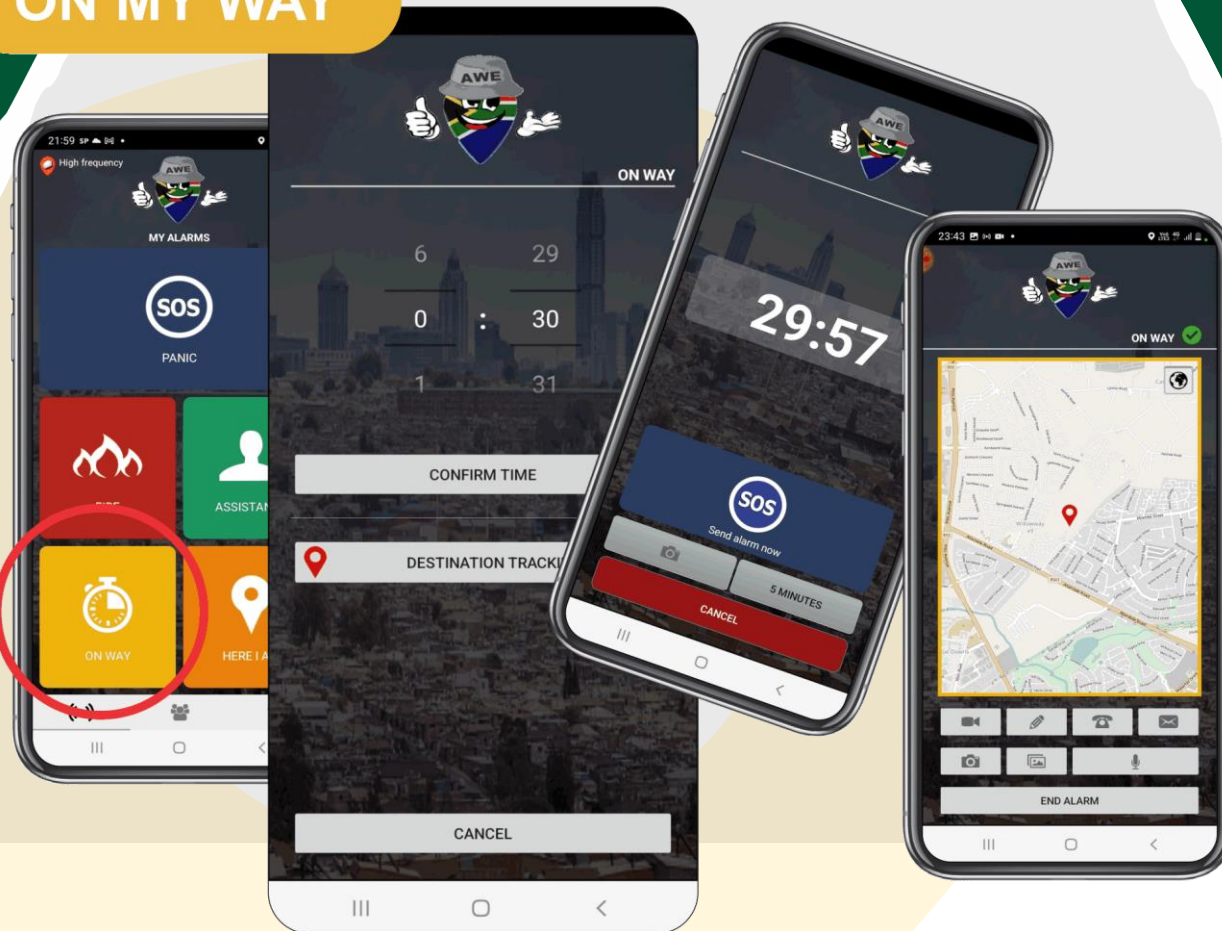 ON MY WAY
21:59 SP
High frequency
AWE
MY ALARMS
SOS
PANIC
FIRE
ASSISTAN
ON WAY
HERE I A
AWE
ON WAY
6 29
0 : 30
1 31
CONFIRM TIME
DESTINATION TRACKI
CANCEL
AWE
29:57
SOS
Send alarm now
5 MINUTES
CANCEL
23:43
AWE
ON WAY
END ALARM